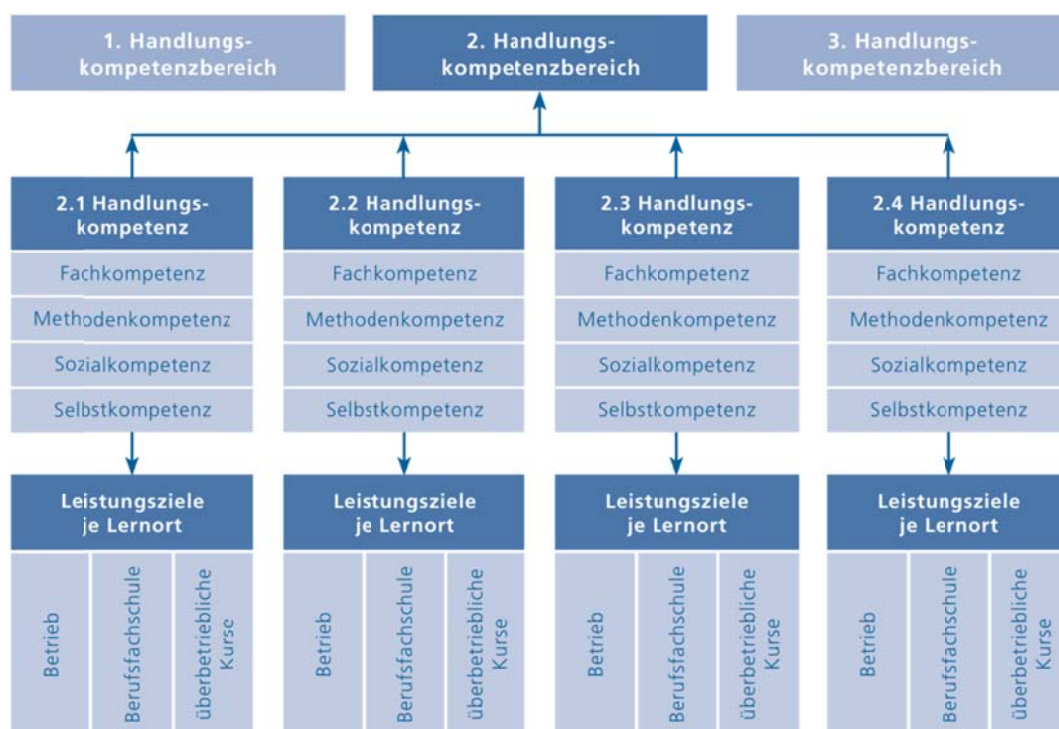 1. Handlungs-
kompetenzbereich
2. Handlungs-
kompetenzbereich
3. Handlungs-
kompetenzbereich
2.1 Handlungs-
kompetenz
Fachkompetenz
Methodenkompetenz
Sozialkompetenz
Selbstkompetenz
Leistungsziele
je Lernort
Betrieb
Berufsfachschule
überbetriebliche
Kurse
2.2 Handlungs-
kompetenz
Fachkompetenz
Methodenkompetenz
Sozialkompetenz
Selbstkompetenz
Leistungsziele
je Lernort
Betrieb
Berufsfachschule
überbetriebliche
Kurse
2.3 Handlungs-
kompetenz
Fachkompetenz
Methodenkompetenz
Sozialkompetenz
Selbstkompetenz
Leistungsziele
je Lernort
Betrieb
Berufsfachschule
überbetriebliche
Kurse
2.4 Handlungs-
kompetenz
Fachkompetenz
Methodenkompetenz
Sozialkompetenz
Selbstkompetenz
Leistungsziele
je Lernort
Betrieb
Berufsfachschule
überbetriebliche
Kurse